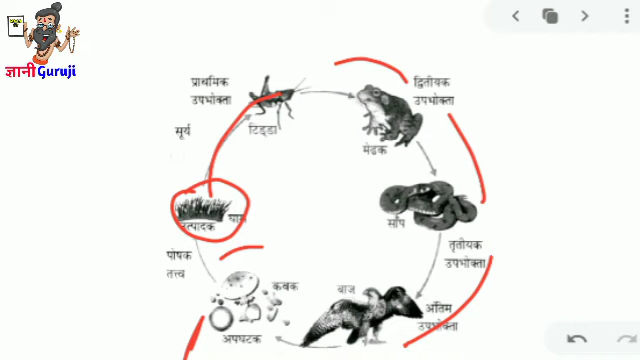 ज्ञानी Guruji
प्राथमिक
उपभोक्ता
द्वितीयक
उपभोक्ता
सूर्य
टिड्डा
मेढक
घास
उत्पादक
साँप
तृतीयक
उपभोक्ता
पोषक
तत्त्व
कवक
बाज
अंतिम
उपभोक्ता
अपघटक